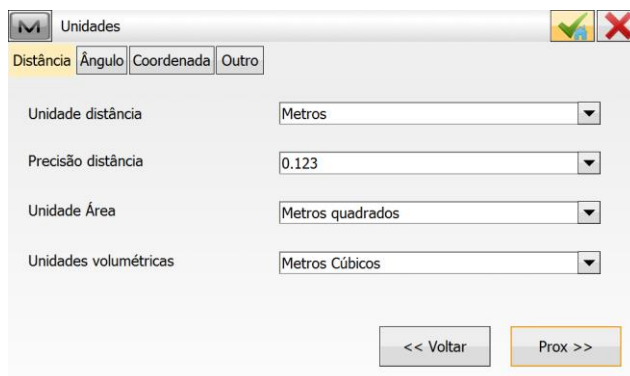 Unidades
Distância Ângulo Coordenada Outro
Unidade distância Metros
Precisão distância 0.123
Unidade Área Metros quadrados
Unidades volumétricas Metros Cúbicos
<< Voltar Prox >>